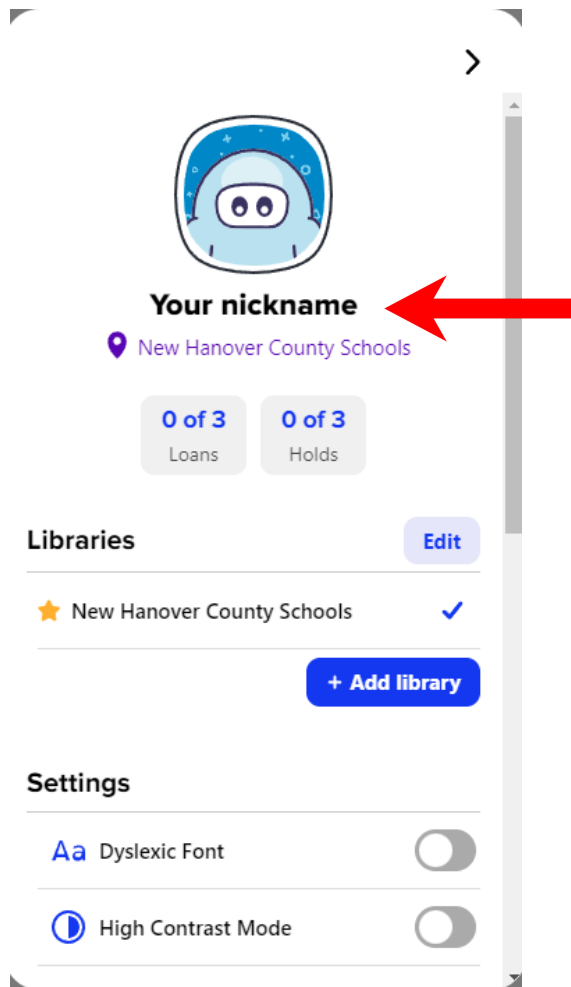 Your nickname
New Hanover County Schools
0 of 3
Loans
0 of 3
Holds
Libraries
Edit
New Hanover County Schools
+ Add library
Settings
Aa Dyslexic Font
High Contrast Mode